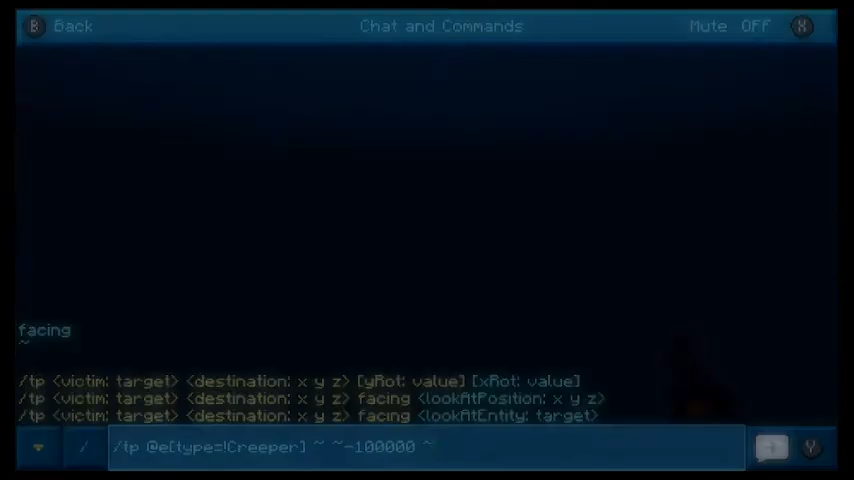 B Back Chat and Commands Mute Off X
facing
~
/tp <victim: target> <destination: x y z> [yRot: value] [xRot: value]
/tp <victim: target> <destination: x y z> facing <lookAtPosition: x y z>
/tp <victim: target> <destination: x y z> facing <lookAtEntity: target>
/ /tp @e[type=!Creeper] ~ ~-100000 ~ Y